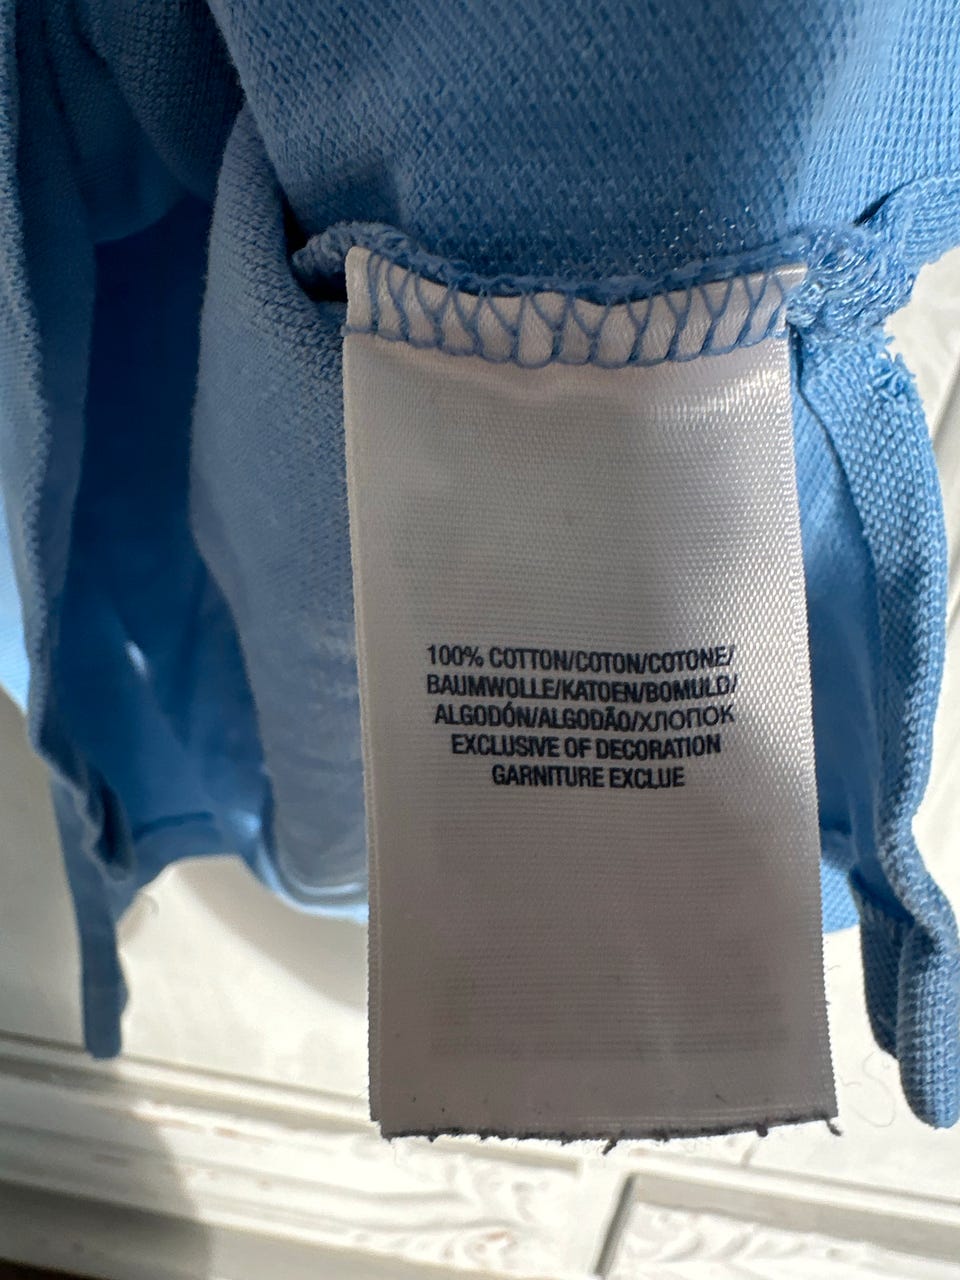 100% COTTON/COTON/COTONE/
BAUMWOLLE/KATOEN/BOMULD/
ALGODÓN/ALGODÃO/ХЛОПОК
EXCLUSIVE OF DECORATION
GARNITURE EXCLUE